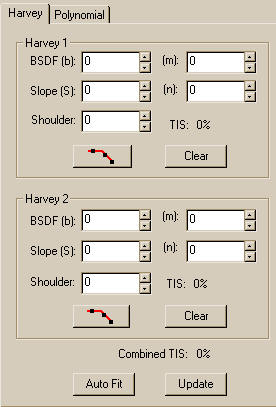 Harvey Polynomial
Harvey 1
BSDF (b): 0 (m): 0
Slope (S): 0 (n): 0
Shoulder: 0 TIS: 0%
Clear
Harvey 2
BSDF (b): 0 (m): 0
Slope (S): 0 (n): 0
Shoulder: 0 TIS: 0%
Clear
Combined TIS: 0%
Auto Fit Update